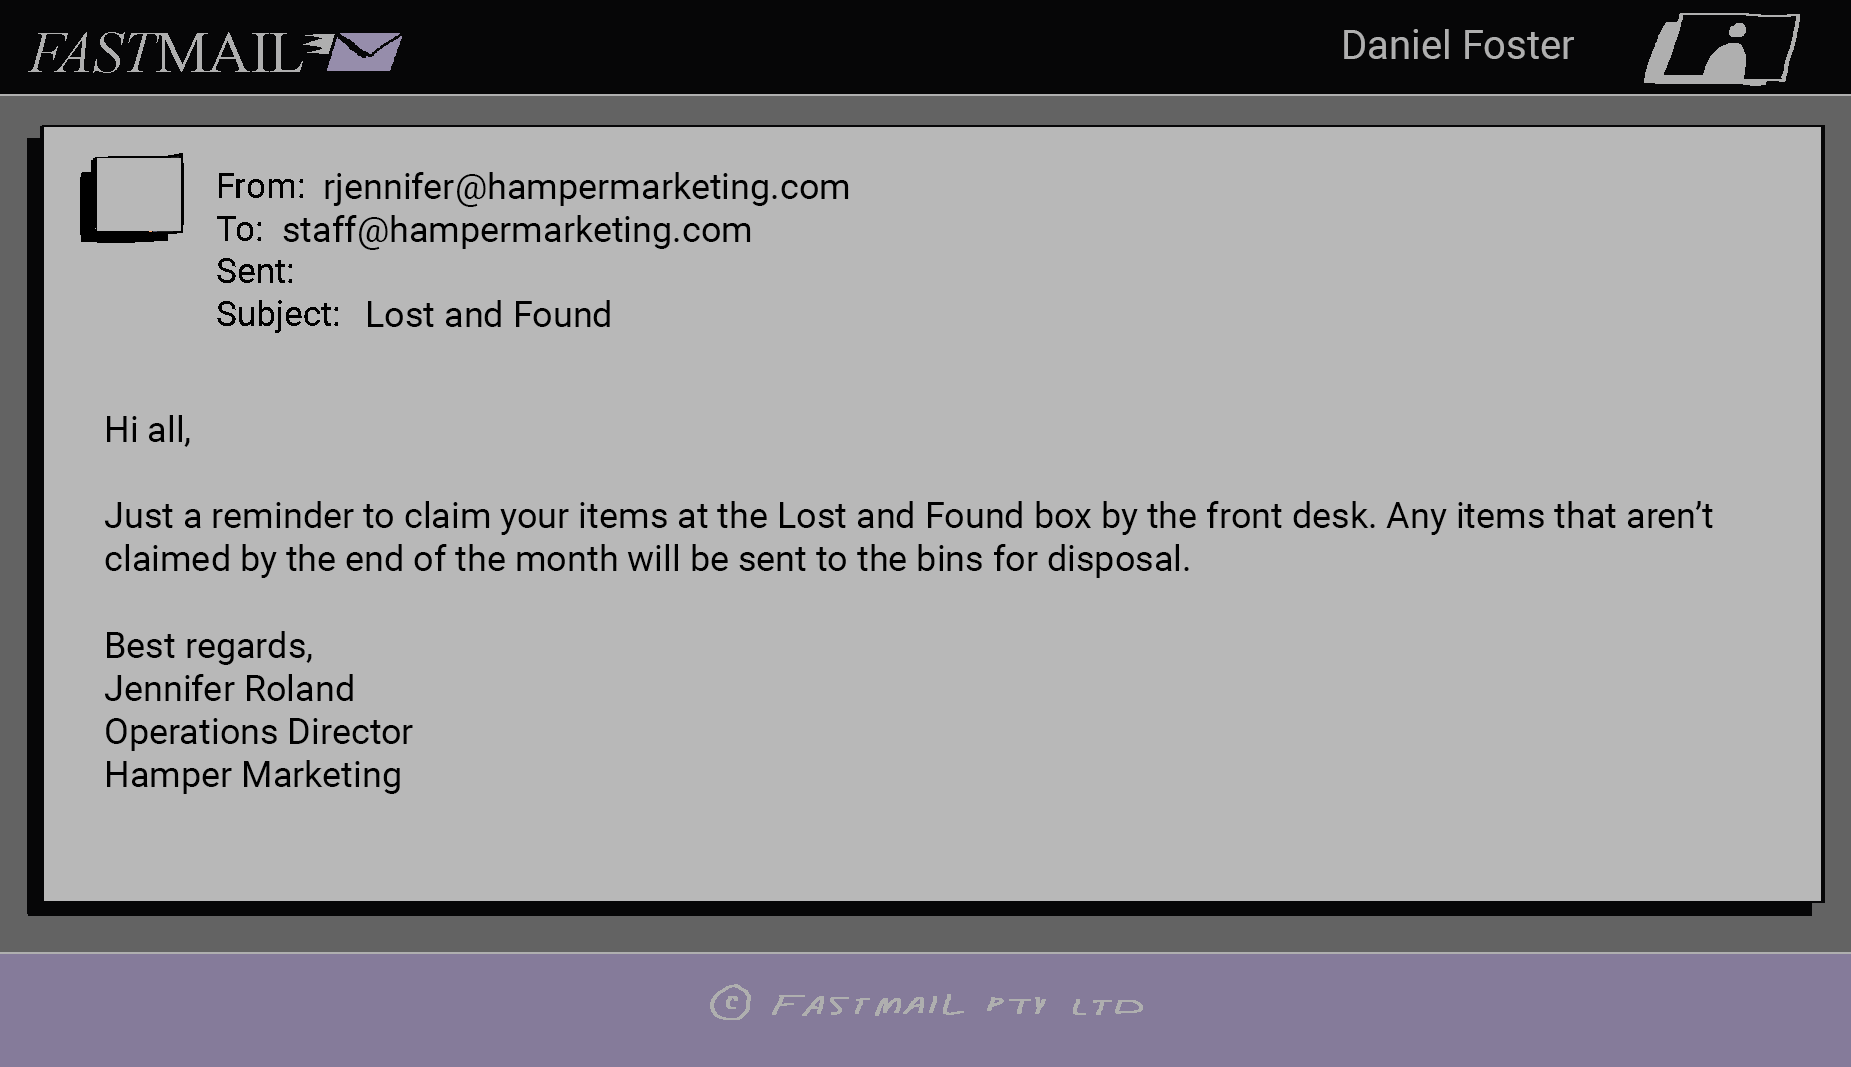 FASTMAIL
Daniel Foster
From: rjennifer@hampermarketing.com
To: staff@hampermarketing.com
Sent:
Subject: Lost and Found
Hi all,
Just a reminder to claim your items at the Lost and Found box by the front desk. Any items that aren’t
claimed by the end of the month will be sent to the bins for disposal.
Best regards,
Jennifer Roland
Operations Director
Hamper Marketing
© FASTMAIL PTY LTD